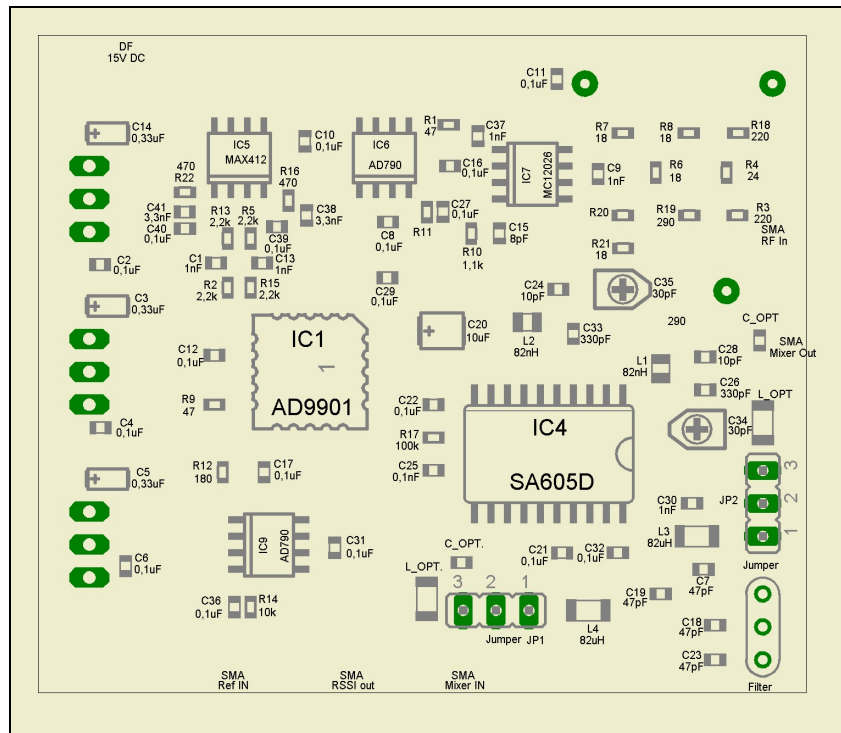 DF
15V DC
C11
0,1uF
C14
0,33uF
IC5
MAX412
C10
0,1uF
IC6
AD790
R1
47
C37
1nF
R7
18
R8
18
R18
220
470
R22
R16
470
C16
0,1uF
IC7
MC12026
C9
1nF
R6
18
R4
24
C41
3,3nF
C40
0,1uF
R13
2,2k
R5
2,2k
C38
3,3nF
C39
0,1uF
C8
0,1uF
R11
C27
0,1uF
R10
1,1k
C15
8pF
R20
R19
290
R3
220
SMA
RF In
R21
18
C2
0,1uF
C1
1nF
C13
1nF
R2
2,2k
R15
2,2k
C29
0,1uF
C24
10pF
C35
30pF
C3
0,33uF
IC1
1
AD9901
C20
10uF
L2
82nH
C33
330pF
290
C_OPT
SMA
Mixer Out
C12
0,1uF
L1
82nH
C28
10pF
C26
330pF
L_OPT
R9
47
C22
0,1uF
IC4
SA605D
C34
30pF
C4
0,1uF
R17
100k
C5
0,33uF
R12
180
C17
0,1uF
C25
0,1nF
3
JP2
2
1
Jumper
C30
1nF
L3
82uH
IC9
AD790
C31
0,1uF
C_OPT.
C21
0,1uF
C32
0,1uF
C6
0,1uF
L_OPT.
3
2
1
Jumper
JP1
C7
47pF
C19
47pF
C36
0,1uF
R14
10k
L4
82uH
C18
47pF
C23
47pF
Filter
SMA
Ref IN
SMA
RSSI out
SMA
Mixer IN